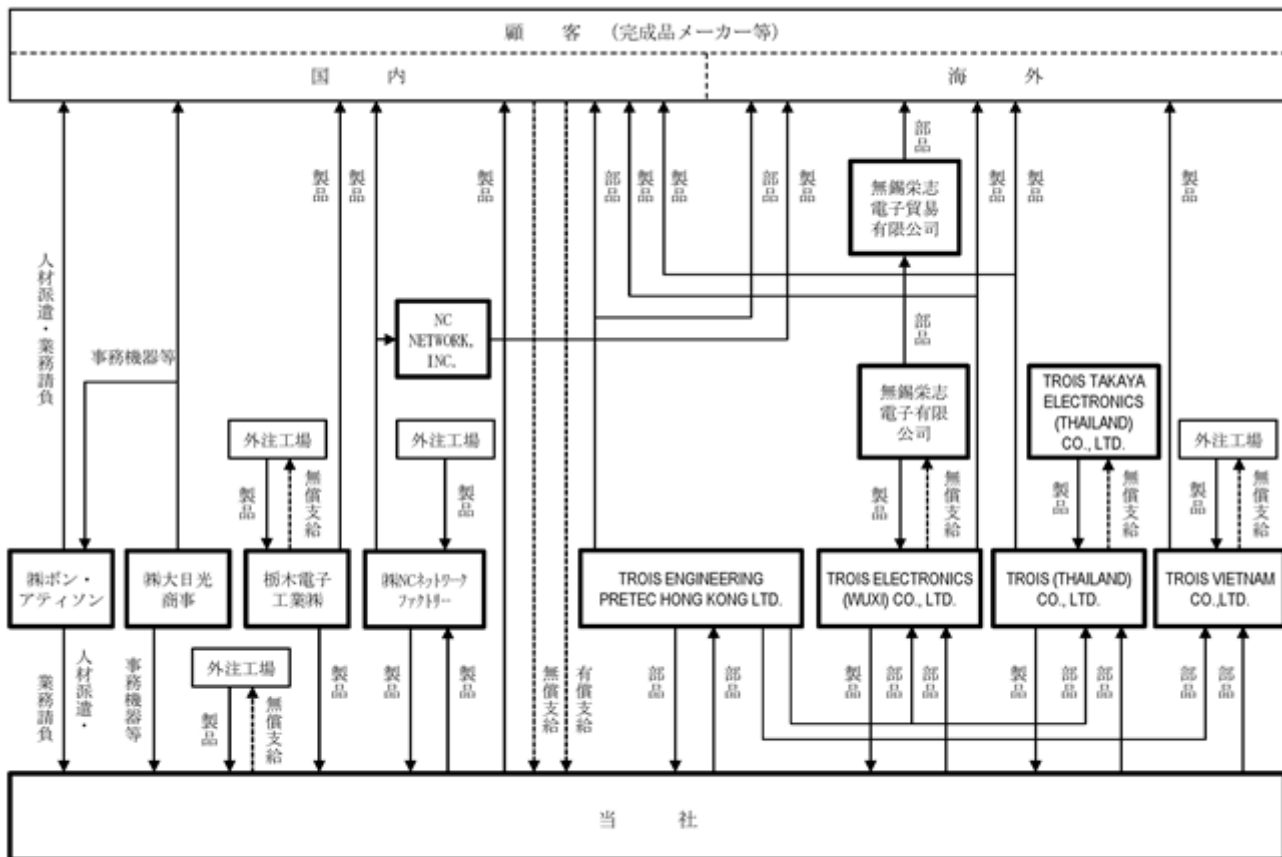 顧　　客　（完成品メーカー等）
国　　　内
海　　　外
製品
製品
製品
部品
製品
製品
部品
製品
部品
製品
製品
製品
無錫栄志
電子貿易
有限公司
人材派遣・業務請負
事務機器等
NC
NETWORK,
INC.
部品
無錫栄志
電子有限
公司
TROIS TAKAYA
ELECTRONICS
(THAILAND)
CO., LTD.
外注工場
外注工場
外注工場
製品
無償支給
製品
製品
無償支給
製品
無償支給
製品
無償支給
㈱ボン・
アティソン
㈱大日光
商事
栃木電子
工業㈱
㈱NCネットワーク
ファクトリー
TROIS ENGINEERING
PRETEC HONG KONG LTD.
TROIS ELECTRONICS
(WUXI) CO., LTD.
TROIS (THAILAND)
CO., LTD.
TROIS VIETNAM
CO.,LTD.
人材派遣・
業務請負
事務機器等
外注工場
製品
無償支給
製品
製品
製品
無償支給
有償支給
部品
部品
製品
部品
部品
製品
部品
部品
部品
部品
当　　　社